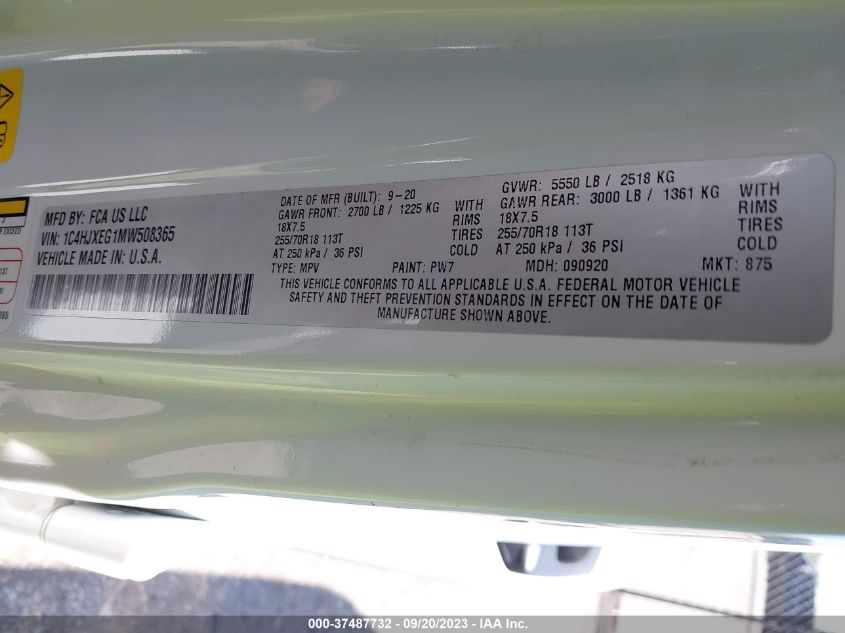 MFD BY: FCA US LLC
VIN: 1C4HJXEG1MW508365
VEHICLE MADE IN U.S.A.
DATE OF MFR (BUILT): 9-20
GAWR FRONT: 2700 LB / 1225 KG
18X7.5
255/70R18 113T
AT 250 kPa / 36 PSI
WITH
RIMS
TIRES
COLD
GVWR: 5550 LB / 2518 KG
GAWR REAR: 3000 LB / 1361 KG
18X7.5
255/70R18 113T
AT 250 kPa / 36 PSI
WITH
RIMS
TIRES
COLD
TYPE: MPV PAINT: PW7 MDH: 090920 MKT: 875
THIS VEHICLE CONFORMS TO ALL APPLICABLE U.S.A. FEDERAL MOTOR VEHICLE
SAFETY AND THEFT PREVENTION STANDARDS IN EFFECT ON THE DATE OF
MANUFACTURE SHOWN ABOVE.
000-37487732 - 09/20/2023 - IAA Inc.